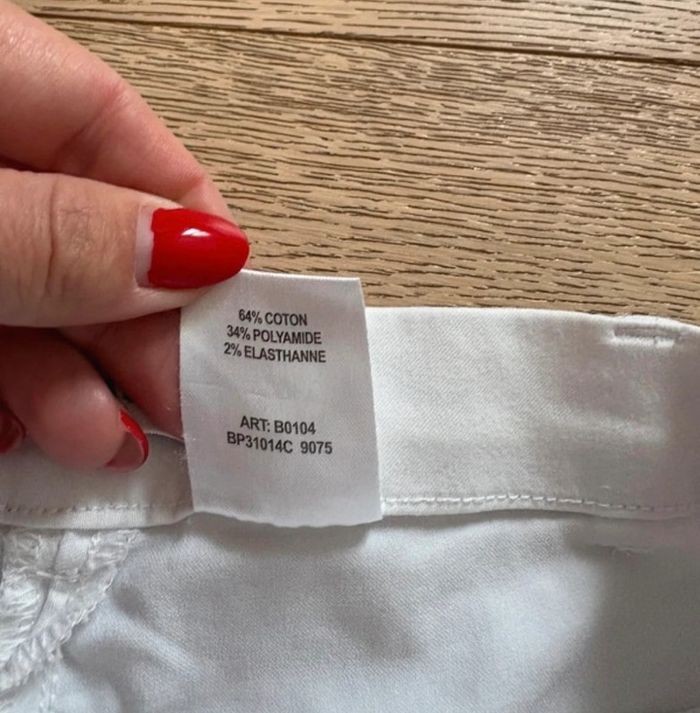 64% COTON
34% POLYAMIDE
2% ELASTHANNE
ART: B0104
BP31014C 9075